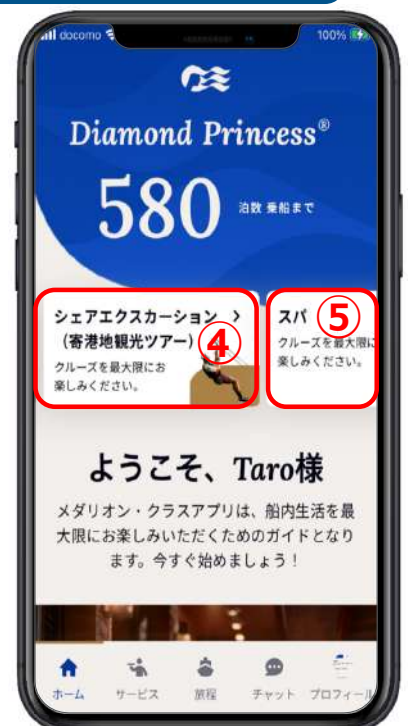 docomo
100%
Diamond Princess®
580 泊数 乗船まで
シェアエクスカーション >
（寄港地観光ツアー）
④
クルーズを最大限にお
楽しみください。
スパ
⑤
クルーズを最大限に
楽しみください。
ようこそ、Taro様
メダリオン・クラスアプリは、船内生活を最
大限にお楽しみいただくためのガイドとなり
ます。今すぐ始めましょう！
ホーム
サービス
旅程
チャット
プロフィール